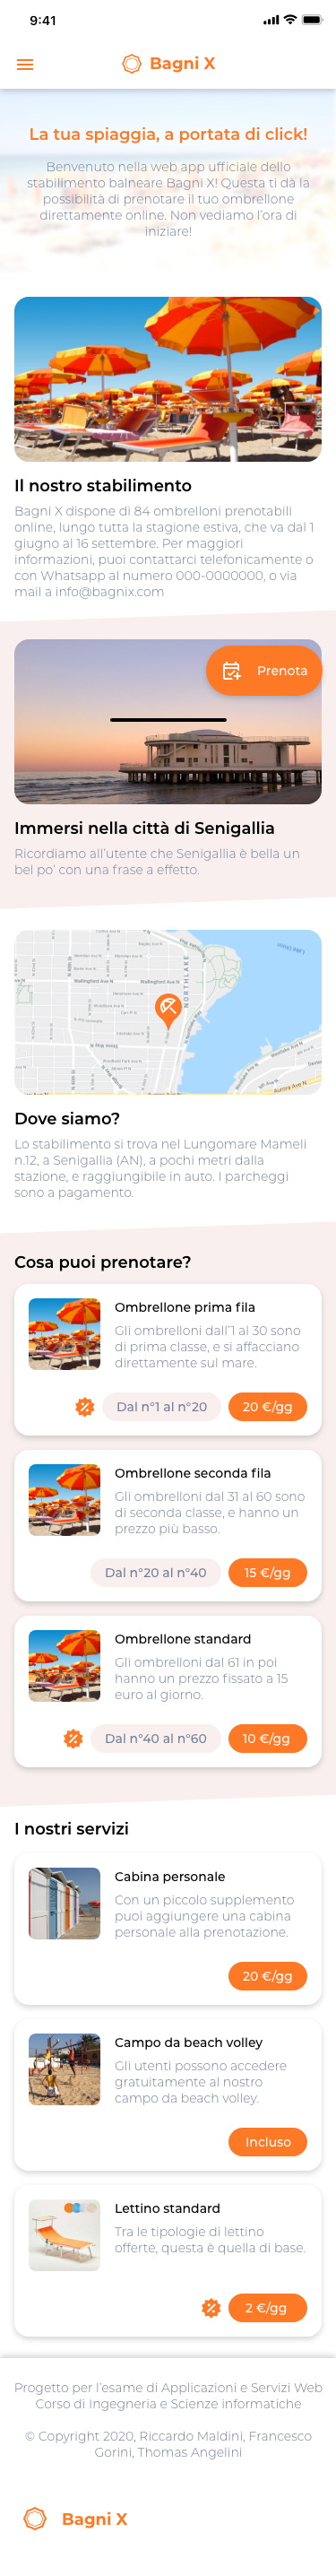 9:41
Bagni X
La tua spiaggia, a portata di click!
Benvenuto nella web app ufficiale dello
stabilimento balneare Bagni X! Questa ti dà la
possibilità di prenotare il tuo ombrellone
direttamente online. Non vediamo l'ora di
iniziare!
Il nostro stabilimento
Bagni X dispone di 84 ombrelloni prenotabili
online, lungo tutta la stagione estiva, che va dal 1
giugno al 16 settembre. Per maggiori
informazioni, puoi contattarci telefonicamente o
con Whatsapp al numero 000-0000000, o via
mail a info@bagnix.com
Prenota
Immersi nella città di Senigallia
Ricordiamo all'utente che Senigallia è bella un
bel po' con una frase a effetto.
NORTHLAKE
Dove siamo?
Lo stabilimento si trova nel Lungomare Mameli
n.12, a Senigallia (AN), a pochi metri dalla
stazione, e raggiungibile in auto. I parcheggi
sono a pagamento.
Cosa puoi prenotare?
Ombrellone prima fila
Gli ombrelloni dall'1 al 30 sono
di prima classe, e si affacciano
direttamente sul mare.
Dal n°1 al n°20
20 €/gg
Ombrellone seconda fila
Gli ombrelloni dal 31 al 60 sono
di seconda classe, e hanno un
prezzo più basso.
Dal n°20 al n°40
15 €/gg
Ombrellone standard
Gli ombrelloni dal 61 in poi
hanno un prezzo fissato a 15
euro al giorno.
Dal n°40 al n°60
10 €/gg
I nostri servizi
Cabina personale
Con un piccolo supplemento
puoi aggiungere una cabina
personale alla prenotazione.
20 €/gg
Campo da beach volley
Gli utenti possono accedere
gratuitamente al nostro
campo da beach volley.
Incluso
Lettino standard
Tra le tipologie di lettino
offerte, questa è quella di base.
2 €/gg
Progetto per l'esame di Applicazioni e Servizi Web
Corso di Ingegneria e Scienze informatiche
© Copyright 2020, Riccardo Maldini, Francesco
Gorini, Thomas Angelini
Bagni X